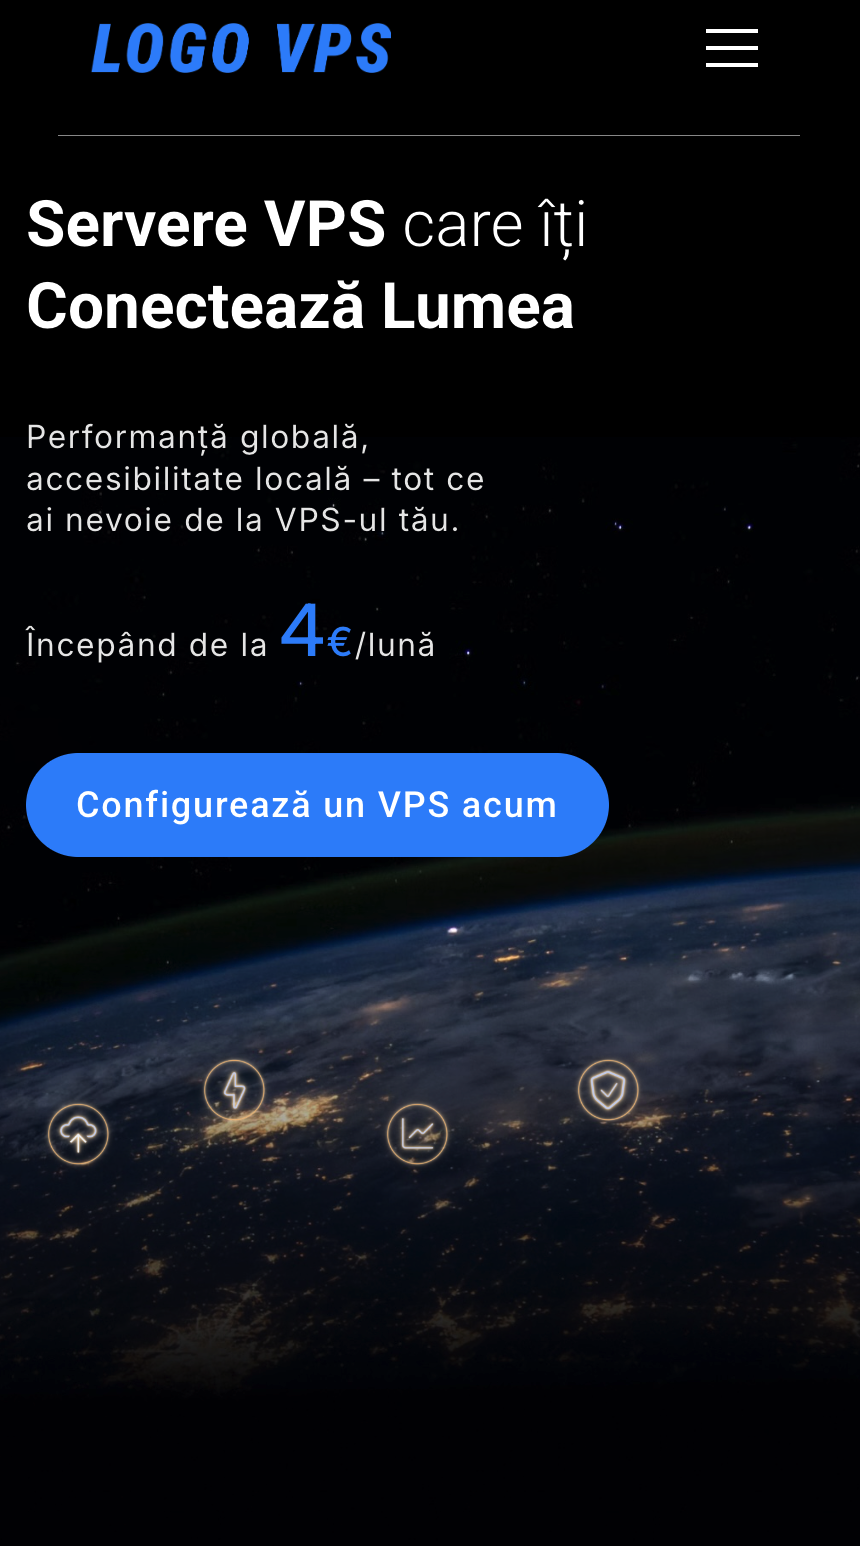 LOGO VPS
Servere VPS care îți
Conectează Lumea
Performanță globală,
accesibilitate locală – tot ce
ai nevoie de la VPS-ul tău.
Începând de la 4€/lună
Configurează un VPS acum